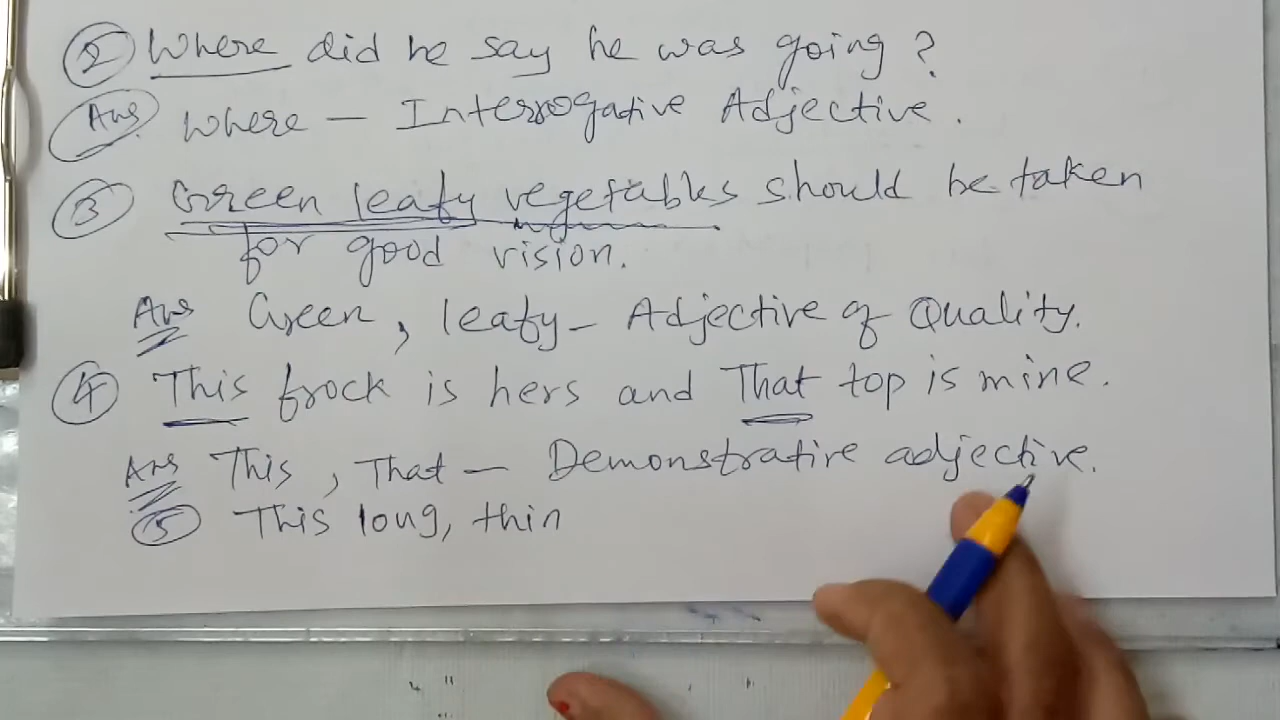 2 Where did he say he was going?
Ans Where - Interrogative Adjective.
3 Green leafy vegetables should be taken
for good vision.
Ans Green, leafy - Adjective of Quality.
4 This frock is hers and That top is mine.
Ans This, That - Demonstrative adjective.
5 This long, thin